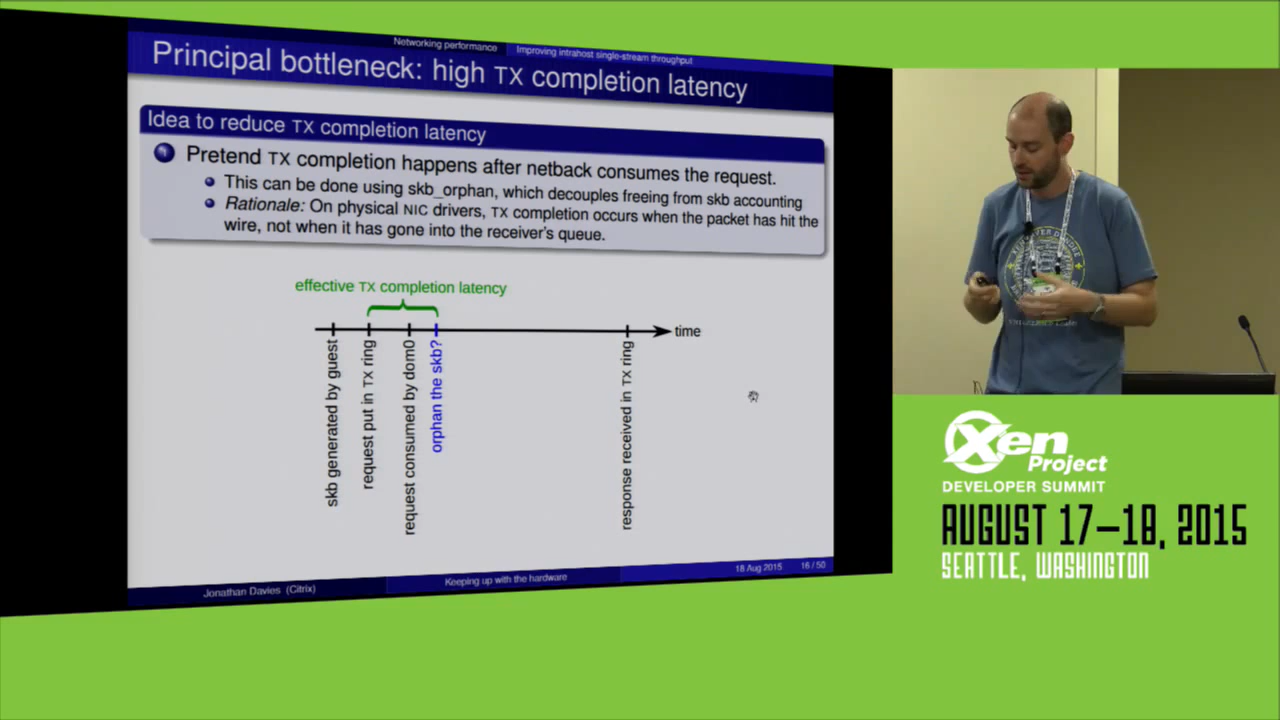 Networking performance
Improving intrahost single-stream throughput
Principal bottleneck: high TX completion latency
Idea to reduce TX completion latency
1
Pretend TX completion happens after netback consumes the request.
This can be done using skb_orphan, which decouples freeing from skb accounting
Rationale: On physical NIC drivers, TX completion occurs when the packet has hit the
wire, not when it has gone into the receiver's queue.
effective TX completion latency
time
skb generated by guest
request put in TX ring
request consumed by dom0
orphan the skb?
response received in TX ring
Jonathan Davies (Citrix)
Keeping up with the hardware
18 Aug 2015
16 / 50
Xen
Project
DEVELOPER SUMMIT
AUGUST 17–18, 2015
SEATTLE, WASHINGTON